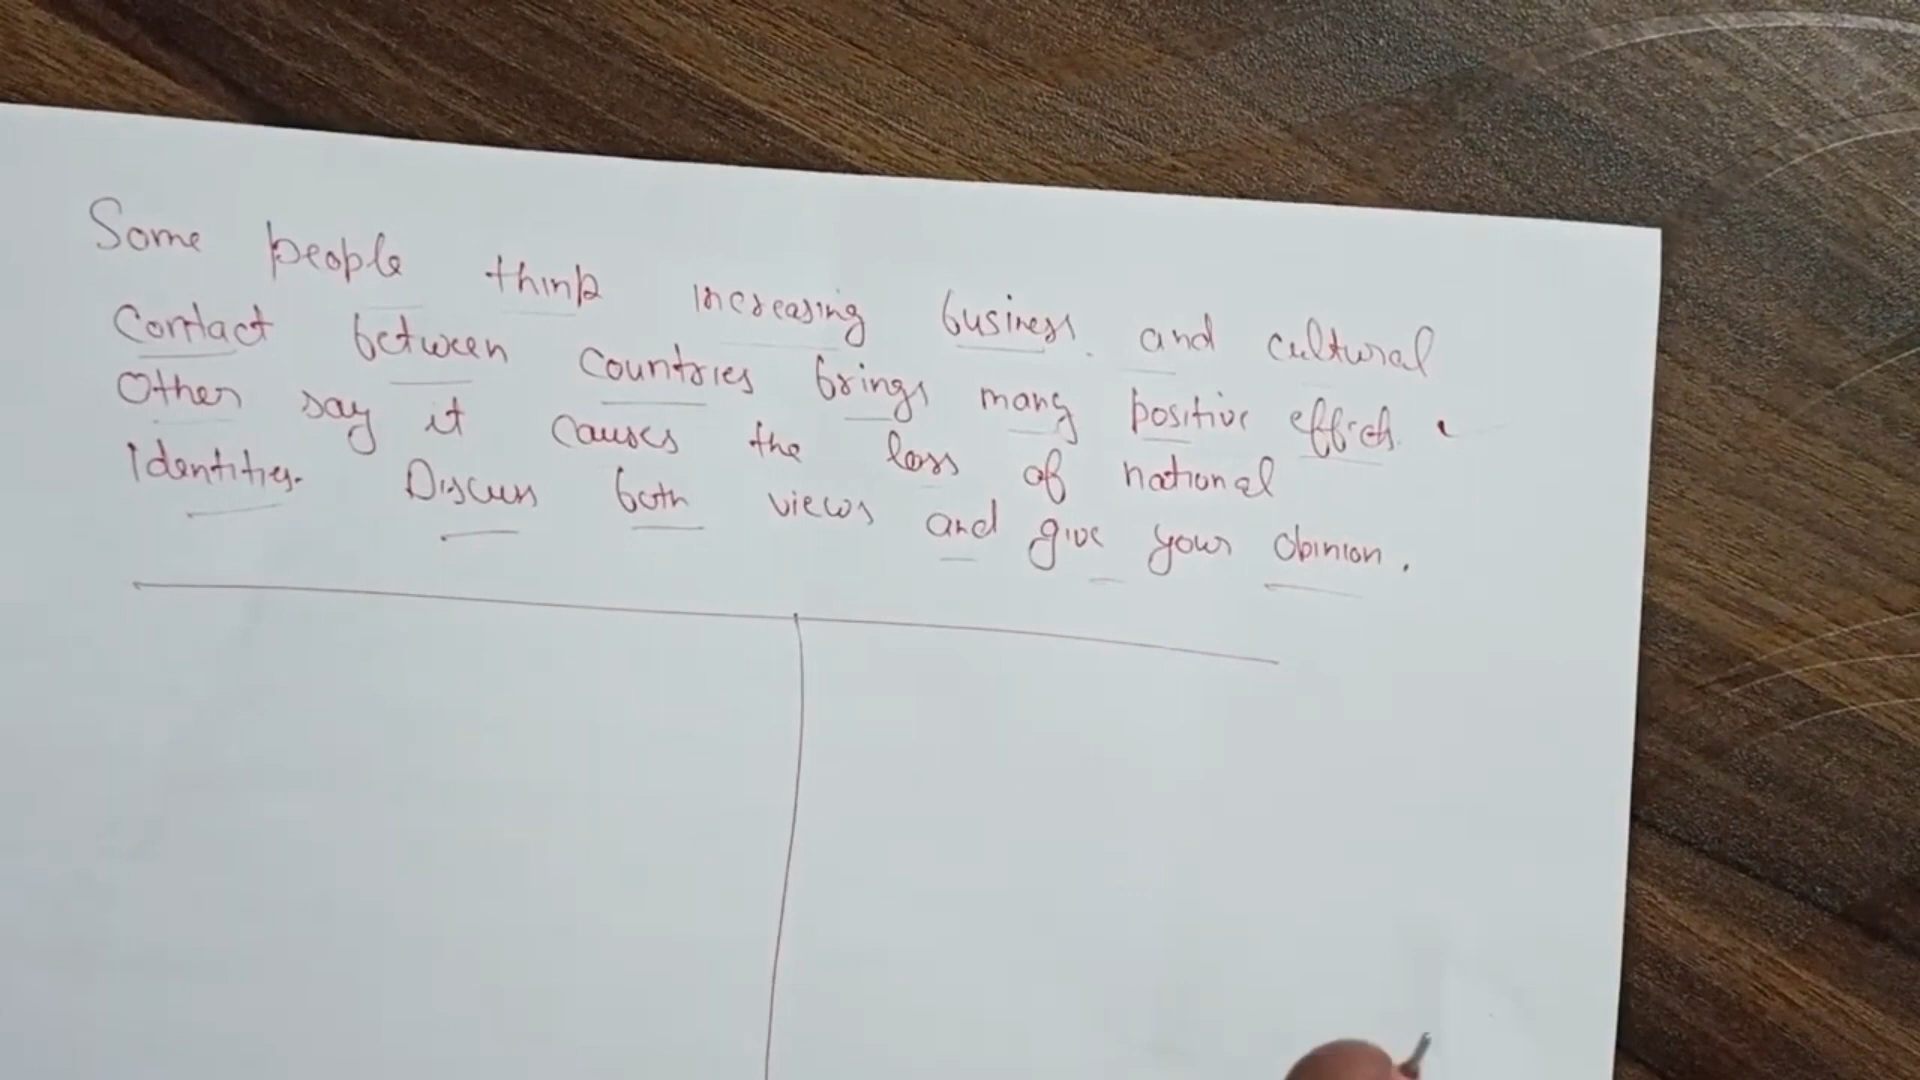 Some people think increasing business and cultural
Contact between countries brings many positive effects.
Other say it causes the loss of national
identities. Discuss both views and give your opinion.